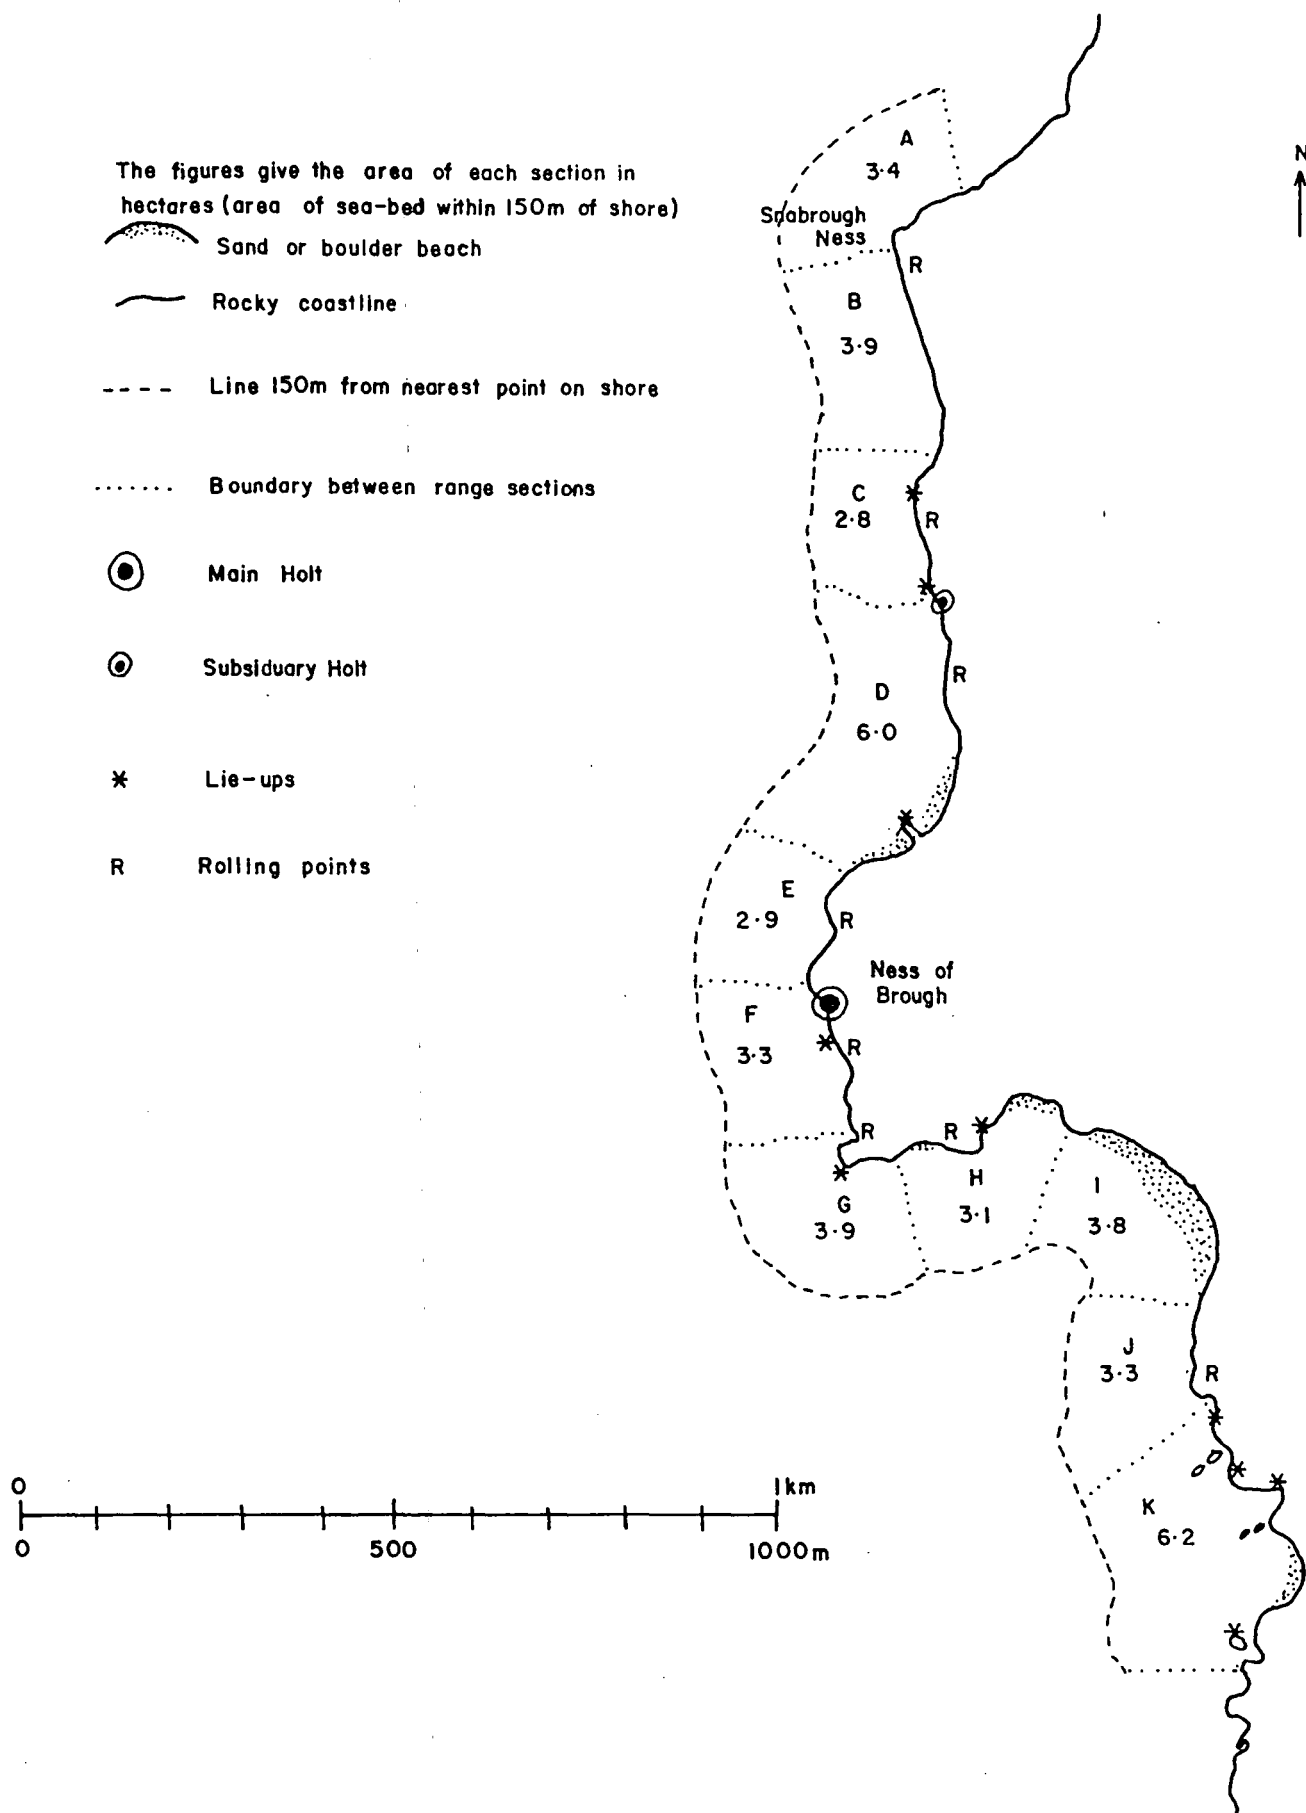 The figures give the area of each section in
hectares (area of sea-bed within 150m of shore)
Sand or boulder beach
Rocky coastline
Line 150m from nearest point on shore
Boundary between range sections
Main Holt
Subsiduary Holt
Lie-ups
R Rolling points
N
A
3·4
Snabrough
Ness
R
B
3·9
C
2·8
R
D
6·0
R
E
2·9
R
Ness of
Brough
F
3·3
R
R
G
3·9
R
H
3·1
I
3·8
J
3·3
R
K
6·2
0
1km
0
500
1000m